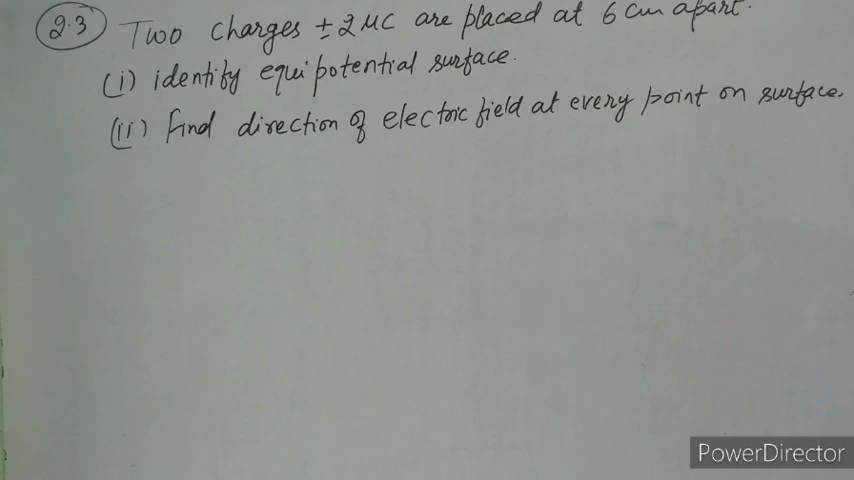 2.3 Two charges ± 2 μC are placed at 6 cm apart.
(i) identify equipotential surface.
(ii) find direction of electric field at every point on surface.
PowerDirector